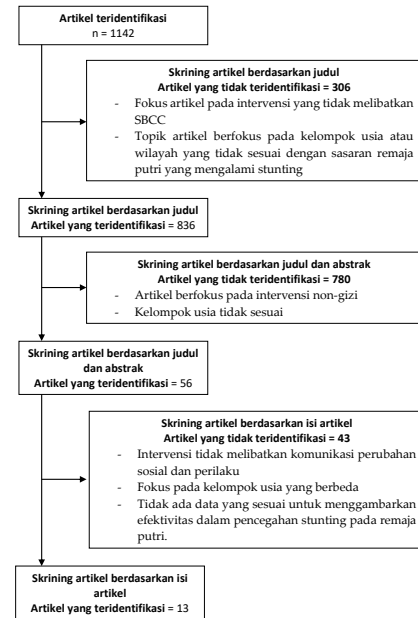 Artikel teridentifikasi
n = 1142
Skrining artikel berdasarkan judul
Artikel yang tidak teridentifikasi = 306
- Fokus artikel pada intervensi yang tidak melibatkan
SBCC
- Topik artikel berfokus pada kelompok usia atau
wilayah yang tidak sesuai dengan sasaran remaja
putri yang mengalami stunting
Skrining artikel berdasarkan judul
Artikel yang teridentifikasi = 836
Skrining artikel berdasarkan judul dan abstrak
Artikel yang tidak teridentifikasi = 780
- Artikel berfokus pada intervensi non-gizi
- Kelompok usia tidak sesuai
Skrining artikel berdasarkan judul
dan abstrak
Artikel yang teridentifikasi = 56
Skrining artikel berdasarkan isi artikel
Artikel yang tidak teridentifikasi = 43
- Intervensi tidak melibatkan komunikasi perubahan
sosial dan perilaku
- Fokus pada kelompok usia yang berbeda
- Tidak ada data yang sesuai untuk menggambarkan
efektivitas dalam pencegahan stunting pada remaja
putri.
Skrining artikel berdasarkan isi
artikel
Artikel yang teridentifikasi = 13